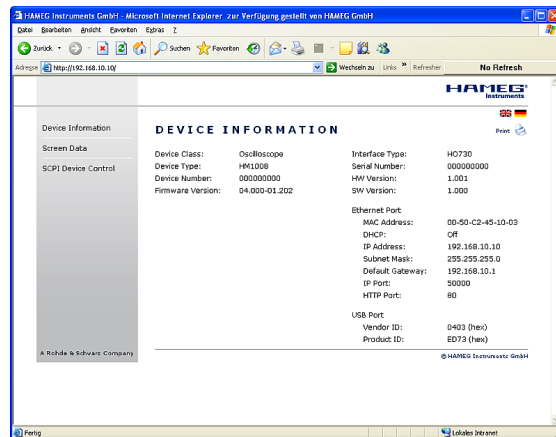 HAMEG Instruments GmbH - Microsoft Internet Explorer zur Verfügung gestellt von HAMEG GmbH
Datei Bearbeiten Ansicht Favoriten Extras ?
Zurück Suchen Favoriten
Adresse http://192.168.10.10/ Wechseln zu Links » Refresher No Refresh
HAMEG
Instruments
Print
Device Information
Screen Data
SCPI Device Control
DEVICE INFORMATION
Device Class: Oscilloscope
Device Type: HM1008
Device Number: 000000000
Firmware Version: 04.000-01.202
Interface Type: HO730
Serial Number: 000000000
HW Version: 1.001
SW Version: 1.000
Ethernet Port
MAC Address: 00-50-C2-45-10-03
DHCP: Off
IP Address: 192.168.10.10
Subnet Mask: 255.255.255.0
Default Gateway: 192.168.10.1
IP Port: 50000
HTTP Port: 80
USB Port
Vendor ID: 0403 (hex)
Product ID: ED73 (hex)
A Rohde & Schwarz Company
© HAMEG Instruments GmbH
Fertig Lokales Intranet